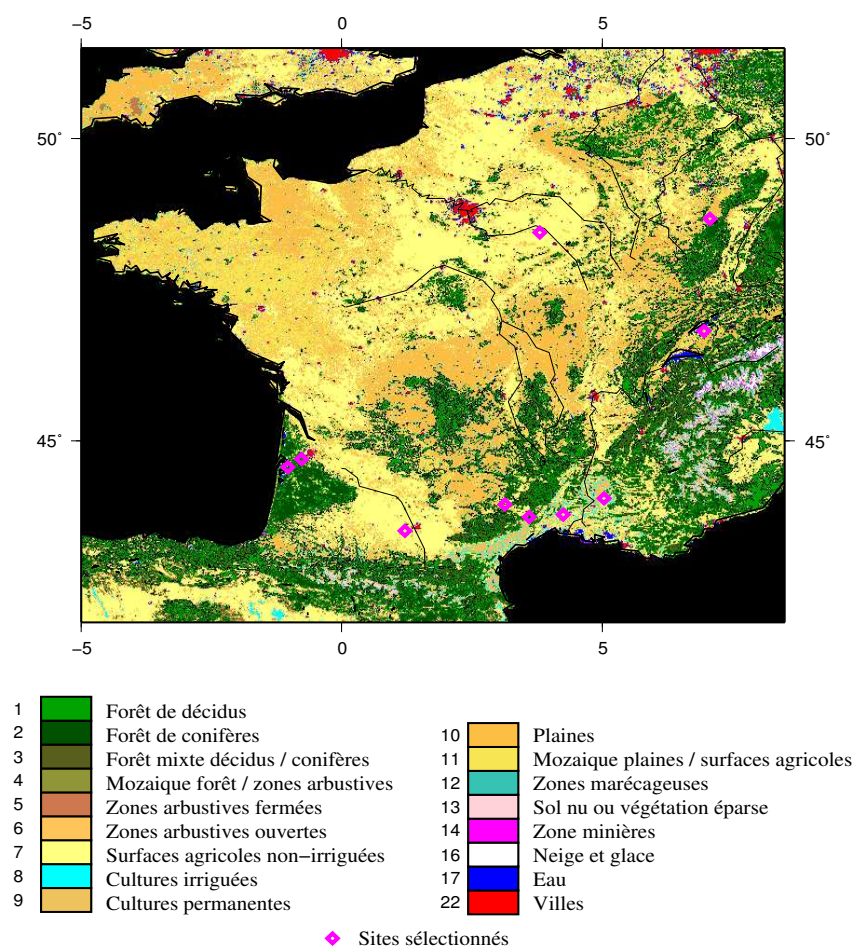 −5 0 5
50° 50°
45° 45°
−5 0 5
1 Forêt de décidus
2 Forêt de conifères
3 Forêt mixte décidus / conifères
4 Mozaique forêt / zones arbustives
5 Zones arbustives fermées
6 Zones arbustives ouvertes
7 Surfaces agricoles non−irriguées
8 Cultures irriguées
9 Cultures permanentes
10 Plaines
11 Mozaique plaines / surfaces agricoles
12 Zones marécageuses
13 Sol nu ou végétation éparse
14 Zone minières
16 Neige et glace
17 Eau
22 Villes
Sites sélectionnés